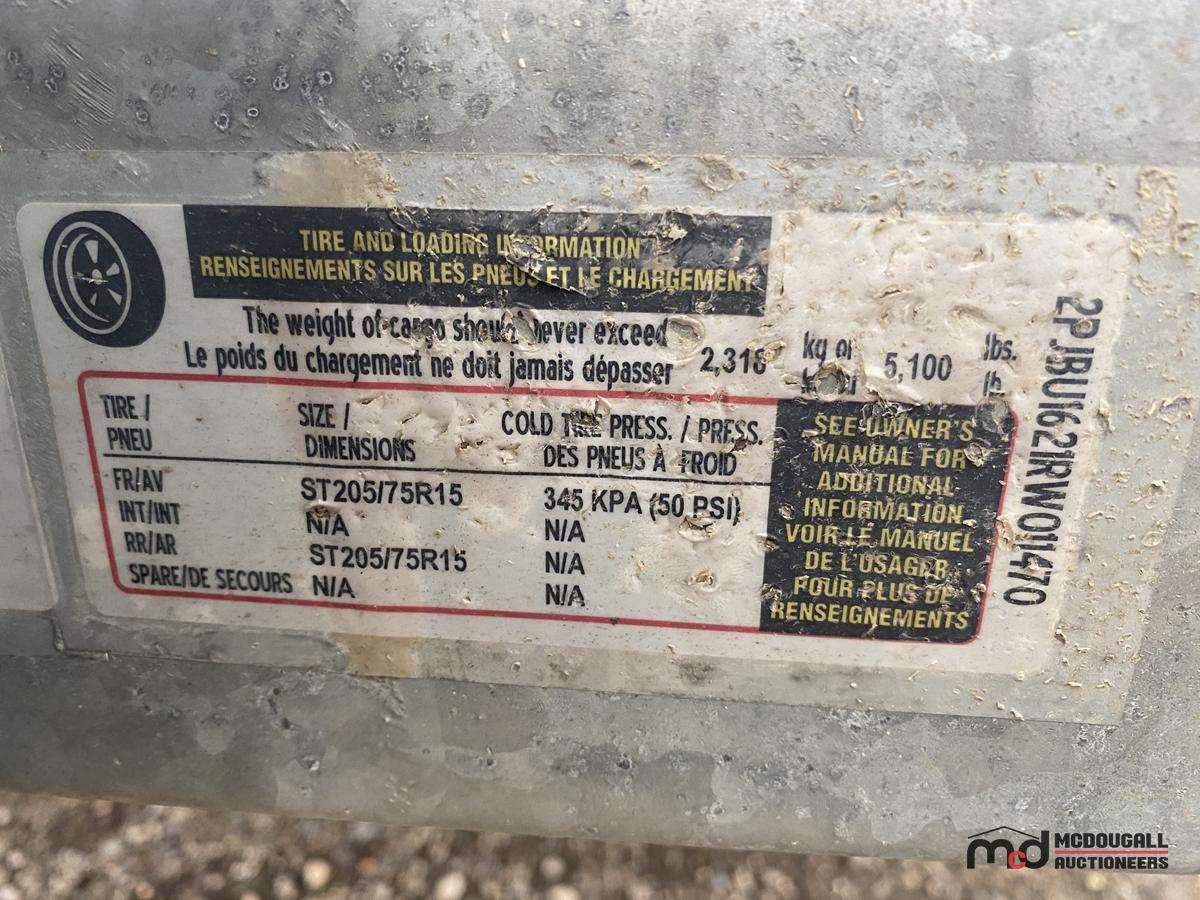 TIRE AND LOADING INFORMATION
RENSEIGNEMENTS SUR LES PNEUS ET LE CHARGEMENT
The weight of cargo should never exceed
Le poids du chargement ne doit jamais dépasser
2,318 kg or 5,100 lbs.
lb.
TIRE / PNEU
SIZE / DIMENSIONS
COLD TIRE PRESS. / PRESS. DES PNEUS À FROID
FR/AV ST205/75R15 345 KPA (50 PSI)
INT/INT N/A N/A
RR/AR ST205/75R15 N/A
SPARE/DE SECOURS N/A N/A
SEE OWNER'S
MANUAL FOR
ADDITIONAL
INFORMATION
VOIR LE MANUEL
DE L'USAGER
POUR PLUS DE
RENSEIGNEMENTS
2PJBU1621RW011470
mcd MCDOUGALL
AUCTIONEERS